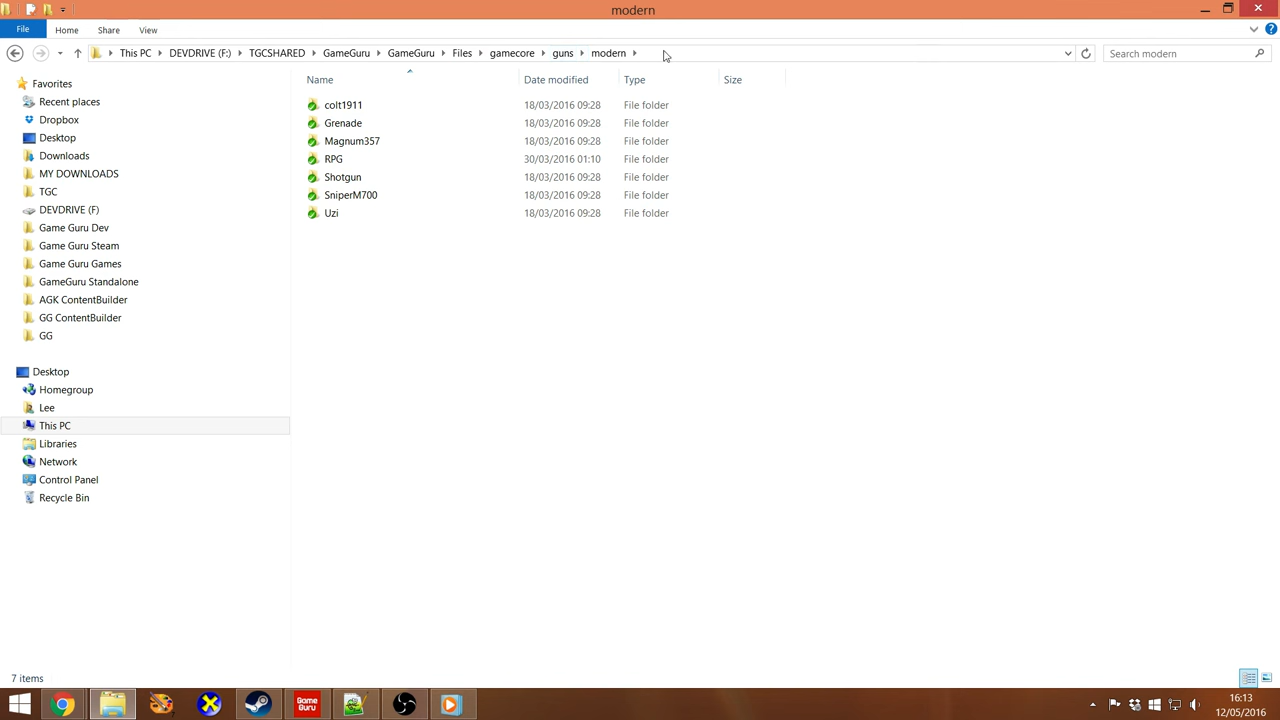 modern
File Home Share View
This PC DEVDRIVE (F:) TGCSHARED GameGuru GameGuru Files gamecore guns modern Search modern
Name Date modified Type Size
Favorites
Recent places
Dropbox
Desktop
Downloads
MY DOWNLOADS
TGC
DEVDRIVE (F)
Game Guru Dev
Game Guru Steam
Game Guru Games
GameGuru Standalone
AGK ContentBuilder
GG ContentBuilder
GG
Desktop
Homegroup
Lee
This PC
Libraries
Network
Control Panel
Recycle Bin
colt1911 18/03/2016 09:28 File folder
Grenade 18/03/2016 09:28 File folder
Magnum357 18/03/2016 09:28 File folder
RPG 30/03/2016 01:10 File folder
Shotgun 18/03/2016 09:28 File folder
SniperM700 18/03/2016 09:28 File folder
Uzi 18/03/2016 09:28 File folder
7 items
Game
Guru
16:13
12/05/2016